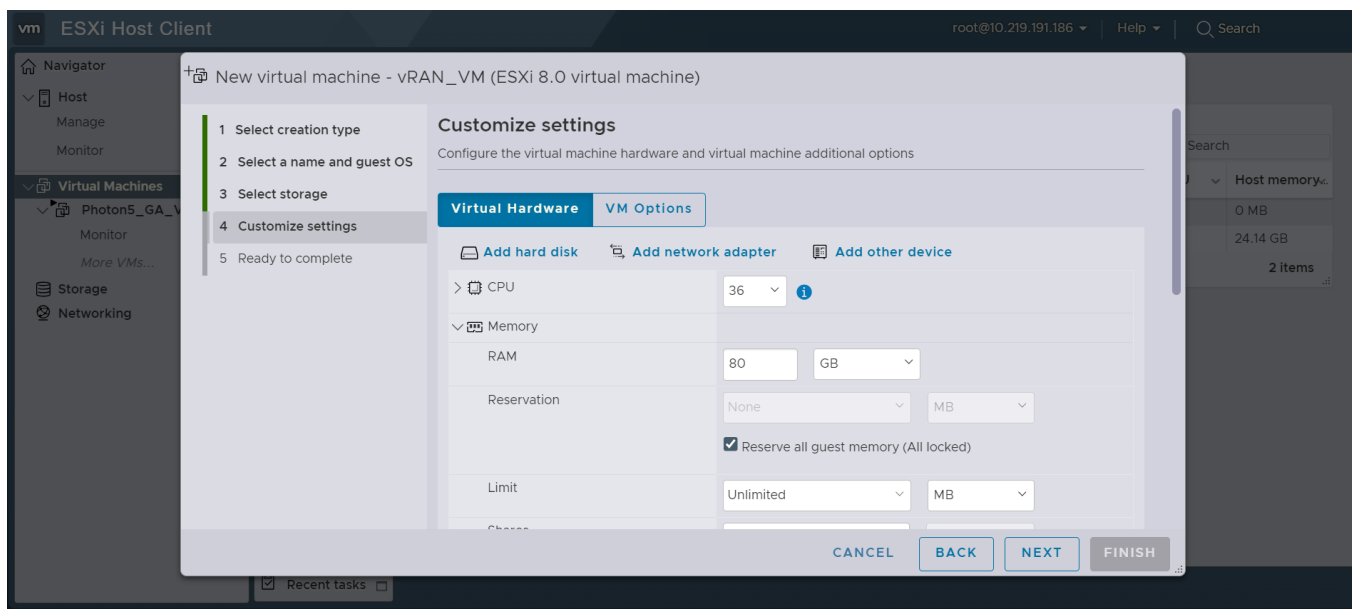 vm ESXi Host Client
root@10.219.191.186 Help Search
Navigator
Host
Manage
Monitor
Virtual Machines
Photon5_GA_V
Monitor
More VMs...
Storage
Networking
New virtual machine - vRAN_VM (ESXi 8.0 virtual machine)
1 Select creation type
2 Select a name and guest OS
3 Select storage
4 Customize settings
5 Ready to complete
Customize settings
Configure the virtual machine hardware and virtual machine additional options
Virtual Hardware VM Options
Add hard disk Add network adapter Add other device
CPU 36
Memory
RAM 80 GB
Reservation None MB
Reserve all guest memory (All locked)
Limit Unlimited MB
CANCEL BACK NEXT FINISH
Search
Host memory
0 MB
24.14 GB
2 items
Recent tasks